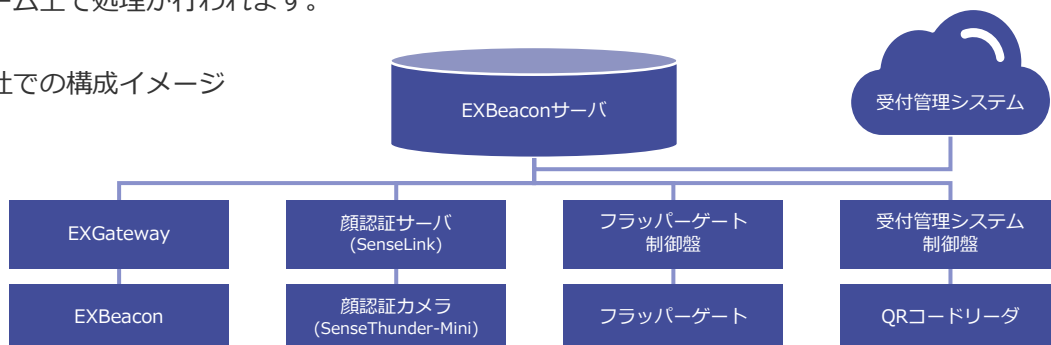 ーム上で処理が行われます。
社での構成イメージ
EXBeaconサーバ
受付管理システム
EXGateway
顔認証サーバ
(SenseLink)
フラッパーゲート
制御盤
受付管理システム
制御盤
EXBeacon
顔認証カメラ
(SenseThunder-Mini)
フラッパーゲート
QRコードリーダ